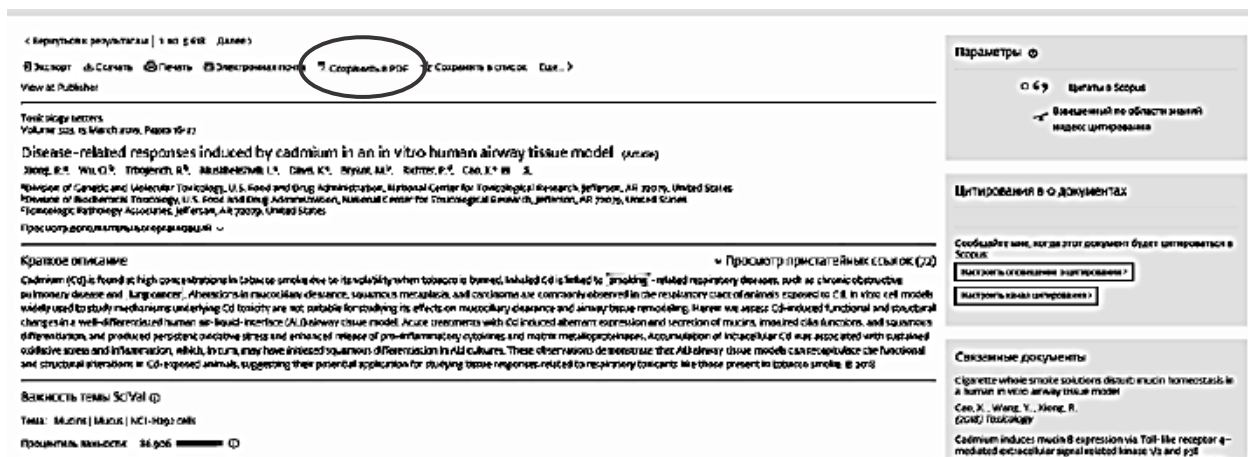 < Вернуться к результатам | 1 из 5 618 Далее >
Экспорт Скачать Печать Электронная почта Сохранить в PDF Сохранить в список Еще... >
View at Publisher
Toxicology Letters
Volume 303, 15 March 2019, Pages 16-27
Disease-related responses induced by cadmium in an in vitro human airway tissue model (Article)
Xiong, R. Wu, Q. Trbojevich, R. Muskhelishvili, L. Davis, K. Bryant, M. Richter, P. Cao, X.
Division of Genetic and Molecular Toxicology, U.S. Food and Drug Administration, National Center for Toxicological Research, Jefferson, AR 72079, United States
Division of Biochemical Toxicology, U.S. Food and Drug Administration, National Center for Toxicological Research, Jefferson, AR 72079, United States
Toxicologic Pathology Associates, Jefferson, AR 72079, United States
Просмотр дополнительных организаций
Краткое описание
Просмотр пристатейных ссылок (72)
Cadmium (Cd) is found at high concentrations in tobacco smoke due to its volatility when tobacco is burned. Inhaled Cd is linked to smoking -related respiratory diseases, such as chronic obstructive
pulmonary disease and lung cancer. Alterations in mucociliary clearance, squamous metaplasia, and carcinoma are commonly observed in the respiratory tract of animals exposed to Cd. In vitro cell models
widely used to study mechanisms underlying Cd toxicity are not suitable for studying its effects on mucociliary clearance and airway tissue remodeling. Herein we assess Cd-induced functional and structural
changes in a well-differentiated human air-liquid-interface (ALI) airway tissue model. Acute treatments with Cd induced aberrant expression and secretion of mucins, impaired cilia functions, and squamous
differentiation, and produced persistent oxidative stress and enhanced release of pro-inflammatory cytokines and matrix metalloproteinases. Accumulation of intracellular Cd was associated with sustained
oxidative stress and inflammation, which, in turn, may have initiated squamous differentiation in ALI cultures. These observations demonstrate that ALI airway tissue models can recapitulate the functional
and structural alterations in Cd-exposed animals, suggesting their potential application for studying tissue responses related to respiratory toxicants like those present in tobacco smoke. © 2018
Важность темы SciVal
Тема: Mucins | Mucus | NCI-H292 cells
Процентиль важности: 86.906
Параметры
Цитаты в Scopus
Взвешенный по области знаний
индекс цитирования
Цитирования в 0 документах
Сообщайте мне, когда этот документ будет цитироваться в
Scopus:
Настроить оповещение о цитировании >
Настроить канал цитирования >
Связанные документы
Cigarette whole smoke solutions disturb mucin homeostasis in
a human in vitro airway tissue model
Cao, X. , Wang, Y. , Xiong, R.
(2018) Toxicology
Cadmium induces mucin 8 expression via Toll-like receptor 4-
mediated extracellular signal related kinase 1/2 and p38